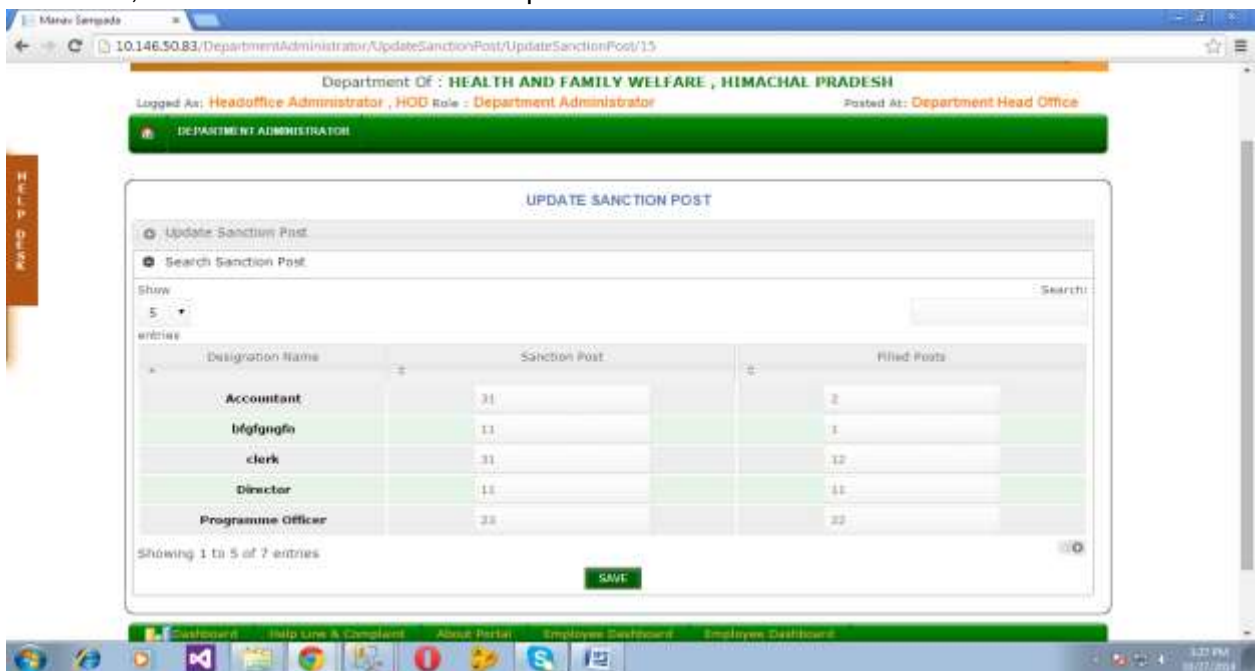 Manav Sampada
10.146.50.83/DepartmentAdministrator/UpdateSanctionPost/UpdateSanctionPost/15
Department Of : HEALTH AND FAMILY WELFARE , HIMACHAL PRADESH
Logged As: Headoffice Administrator , HOD Role : Department Administrator Posted At: Department Head Office
DEPARTMENT ADMINISTRATOR
HELP DESK
UPDATE SANCTION POST
Update Sanction Post
Search Sanction Post
Show Search:
5
entries
Designation Name Sanction Post Filled Posts
Accountant 31 2
bfgfgngfn 11 1
clerk 31 12
Director 11 11
Programme Officer 22
Showing 1 to 5 of 7 entries
SAVE
Dashboard Help Line & Complaint About Portal Employee Dashboard Employee Dashboard
3:27 PM